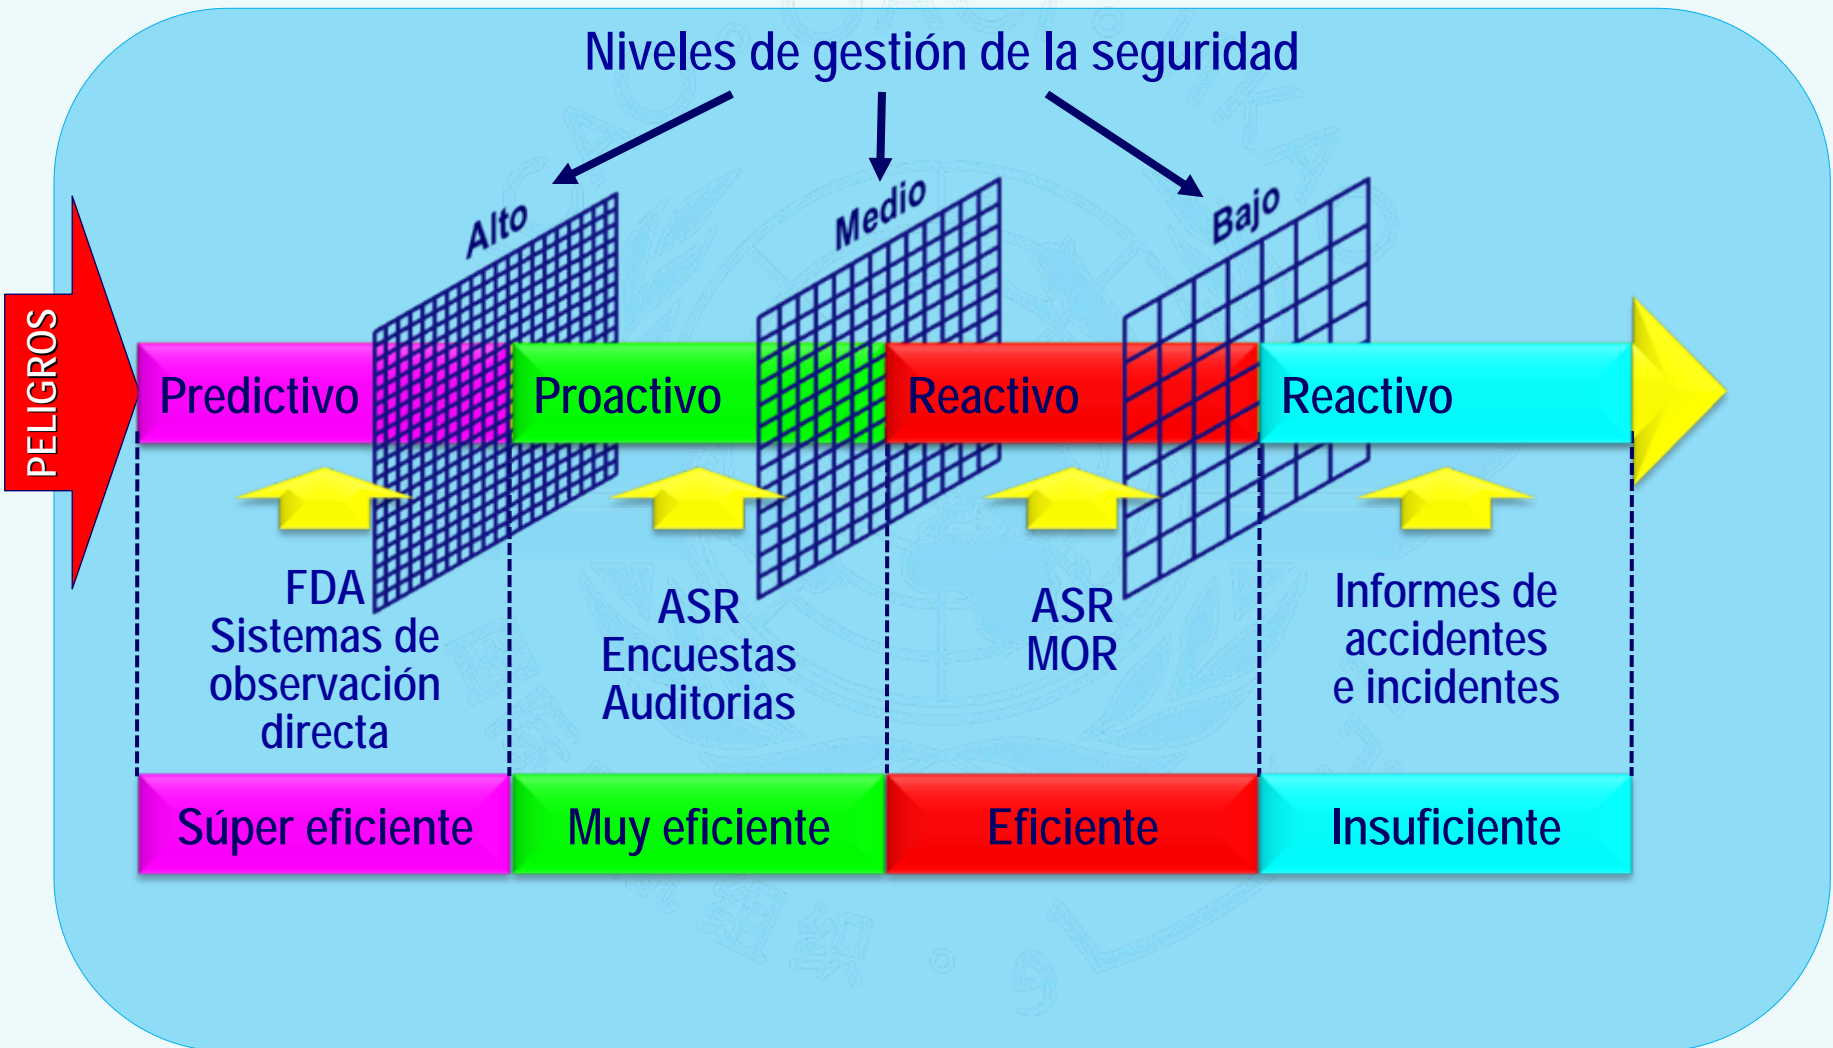 Niveles de gestión de la seguridad
Alto
Medio
Bajo
PELIGROS
Predictivo
Proactivo
Reactivo
Reactivo
FDA
Sistemas de
observación
directa
ASR
Encuestas
Auditorias
ASR
MOR
Informes de
accidentes
e incidentes
Súper eficiente
Muy eficiente
Eficiente
Insuficiente